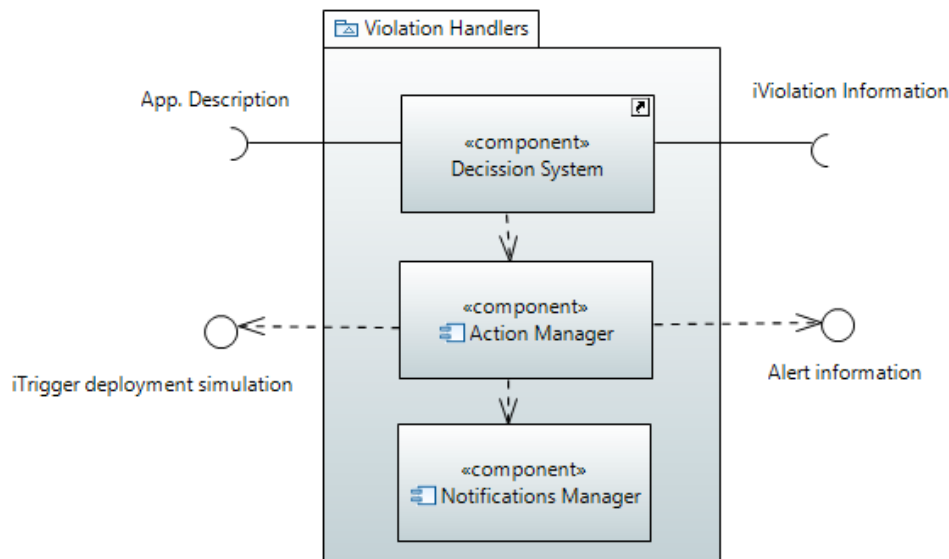 Violation Handlers
App. Description
iViolation Information
«component»
Decission System
«component»
Action Manager
iTrigger deployment simulation
Alert information
«component»
Notifications Manager